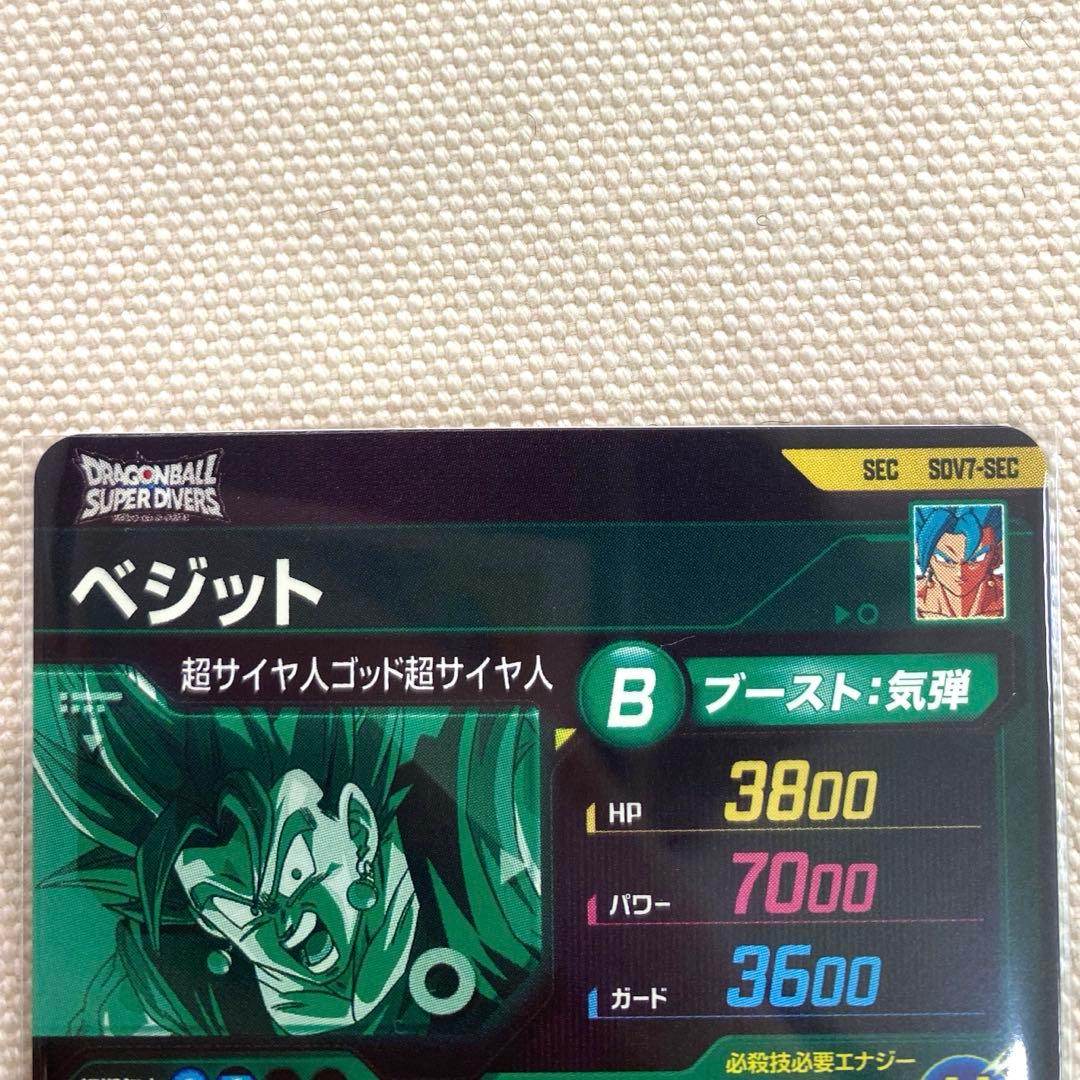 DRAGONBALL
SUPER DIVERS
SEC SDV7-SEC
ベジット
超サイヤ人ゴッド超サイヤ人
B ブースト:気弾
HP 3800
パワー 7000
ガード 3600
必殺技必要エナジー